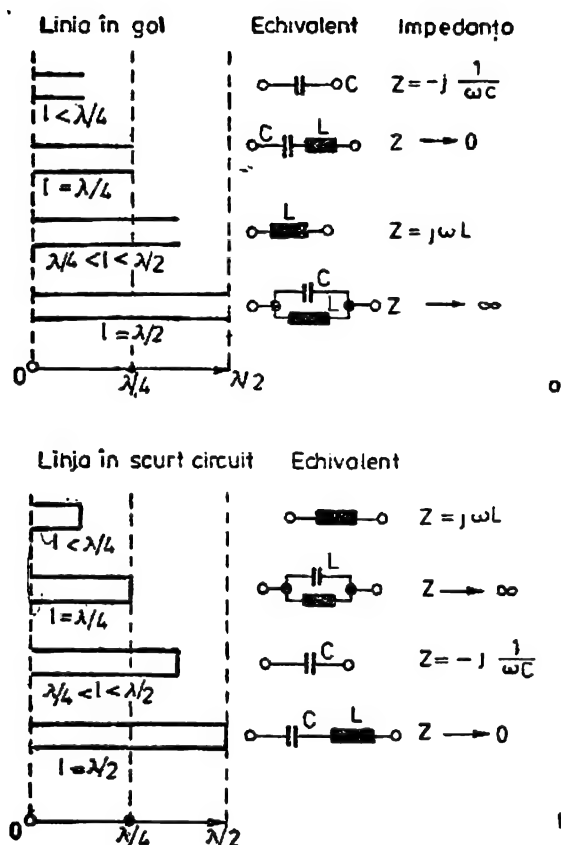 Linia în gol Echivalent Impedanța
l < λ/4 C Z = -j 1/ωC
l = λ/4 C L Z → 0
λ/4 < l < λ/2 L Z = jωL
l = λ/2 C L Z → ∞
0 λ/4 λ/2
a
Linia în scurt circuit Echivalent
l < λ/4 Z = jωL
l = λ/4 L Z → ∞
λ/4 < l < λ/2 C Z = -j 1/ωC
l = λ/2 C L Z → 0
0 λ/4 λ/2